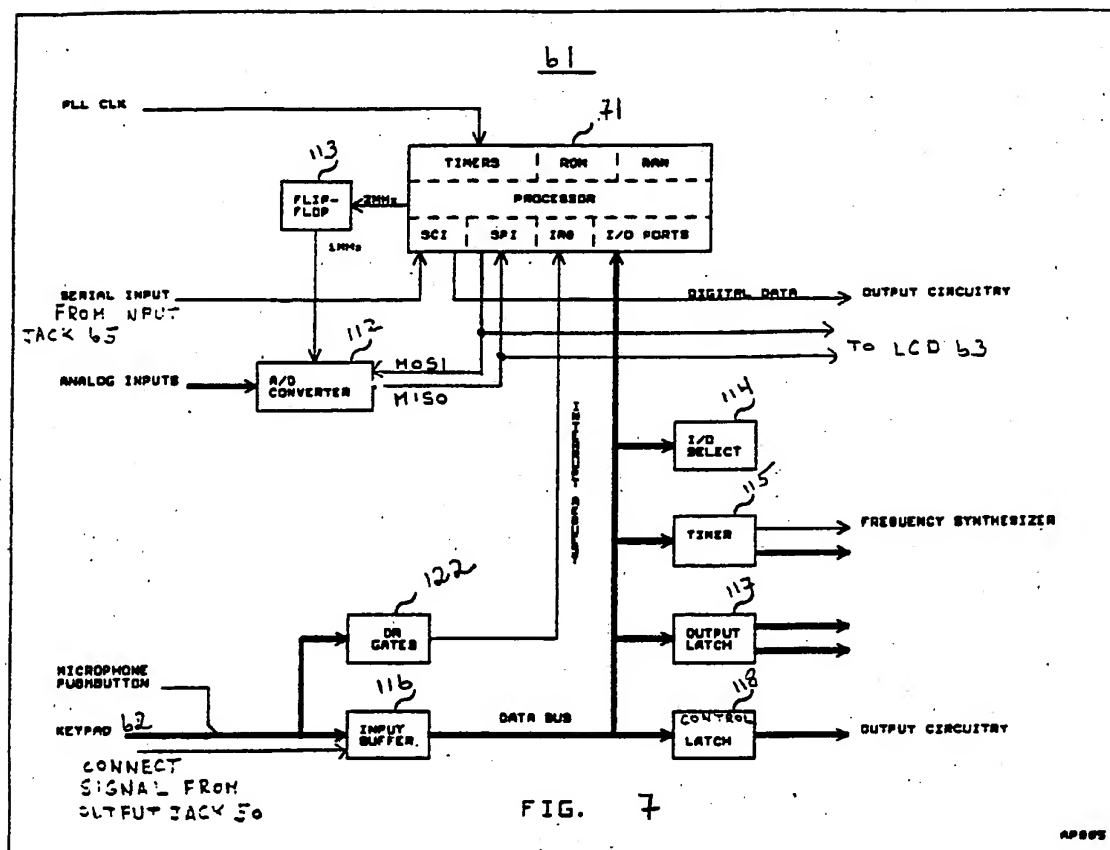 61
PLL CLK
71
TIMERS
ROM
RAM
113
FLIP-
FLOP
2MHz
PROCESSOR
SCI
SPI
IRQ
I/O PORTS
1MHz
SERIAL INPUT
FROM NPUT
JACK 65
DIGITAL DATA
OUTPUT CIRCUITRY
112
MOSI
TO LCD 63
ANALOG INPUTS
A/D
CONVERTER
MISO
114
I/O
SELECT
115
TIMER
FREQUENCY SYNTHESIZER
122
OR
GATES
117
OUTPUT
LATCH
MICROPHONE
PUSHBUTTON
116
118
KEYPAD 62
INPUT
BUFFER.
DATA BUS
CONTROL
LATCH
OUTPUT CIRCUITRY
CONNECT
SIGNAL FROM
OUTPUT JACK 50
FIG. 7